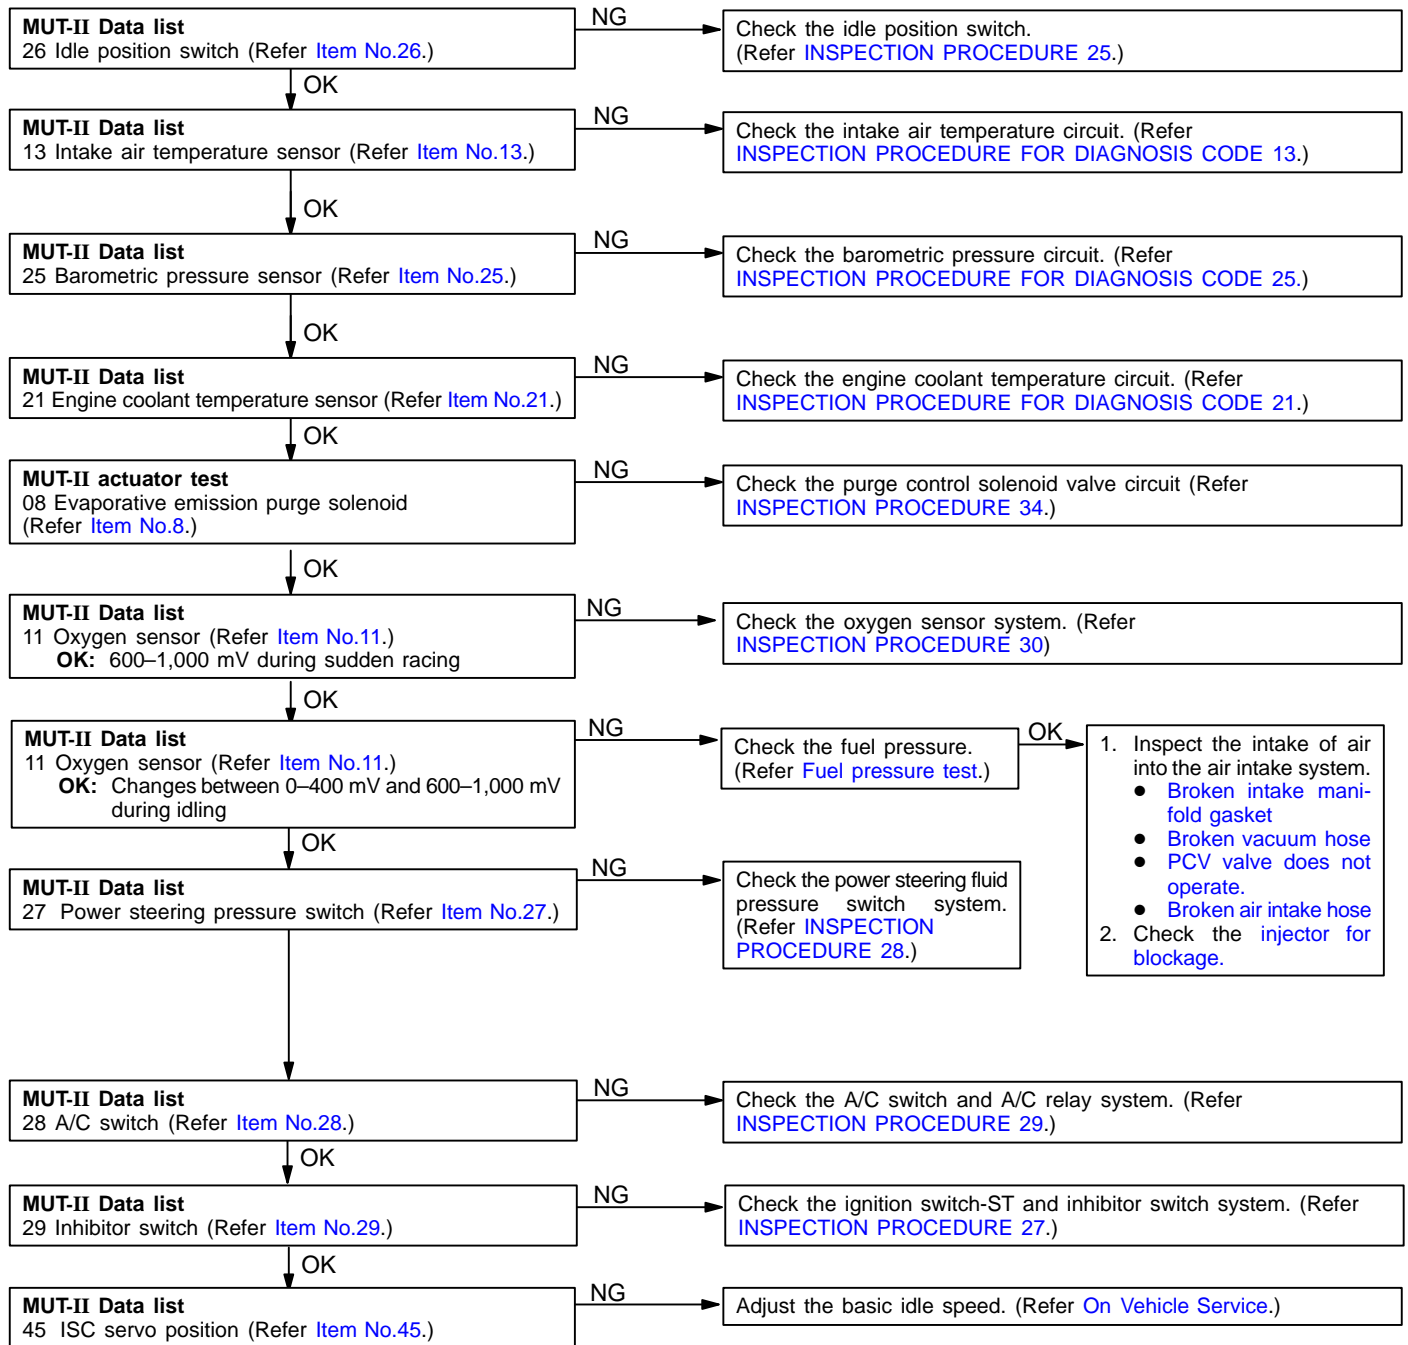 MUT-II Data list
26 Idle position switch (Refer Item No.26.)
NG
Check the idle position switch.
(Refer INSPECTION PROCEDURE 25.)
OK
MUT-II Data list
13 Intake air temperature sensor (Refer Item No.13.)
NG
Check the intake air temperature circuit. (Refer
INSPECTION PROCEDURE FOR DIAGNOSIS CODE 13.)
OK
MUT-II Data list
25 Barometric pressure sensor (Refer Item No.25.)
NG
Check the barometric pressure circuit. (Refer
INSPECTION PROCEDURE FOR DIAGNOSIS CODE 25.)
OK
MUT-II Data list
21 Engine coolant temperature sensor (Refer Item No.21.)
NG
Check the engine coolant temperature circuit. (Refer
INSPECTION PROCEDURE FOR DIAGNOSIS CODE 21.)
OK
MUT-II actuator test
08 Evaporative emission purge solenoid
(Refer Item No.8.)
NG
Check the purge control solenoid valve circuit (Refer
INSPECTION PROCEDURE 34.)
OK
MUT-II Data list
11 Oxygen sensor (Refer Item No.11.)
OK: 600–1,000 mV during sudden racing
NG
Check the oxygen sensor system. (Refer
INSPECTION PROCEDURE 30)
OK
MUT-II Data list
11 Oxygen sensor (Refer Item No.11.)
OK: Changes between 0–400 mV and 600–1,000 mV
during idling
NG
Check the fuel pressure.
(Refer Fuel pressure test.)
OK
1. Inspect the intake of air
into the air intake system.
● Broken intake mani-
fold gasket
● Broken vacuum hose
● PCV valve does not
operate.
● Broken air intake hose
2. Check the injector for
blockage.
OK
MUT-II Data list
27 Power steering pressure switch (Refer Item No.27.)
NG
Check the power steering fluid
pressure switch system.
(Refer INSPECTION
PROCEDURE 28.)
MUT-II Data list
28 A/C switch (Refer Item No.28.)
NG
Check the A/C switch and A/C relay system. (Refer
INSPECTION PROCEDURE 29.)
OK
MUT-II Data list
29 Inhibitor switch (Refer Item No.29.)
NG
Check the ignition switch-ST and inhibitor switch system. (Refer
INSPECTION PROCEDURE 27.)
OK
MUT-II Data list
45 ISC servo position (Refer Item No.45.)
NG
Adjust the basic idle speed. (Refer On Vehicle Service.)